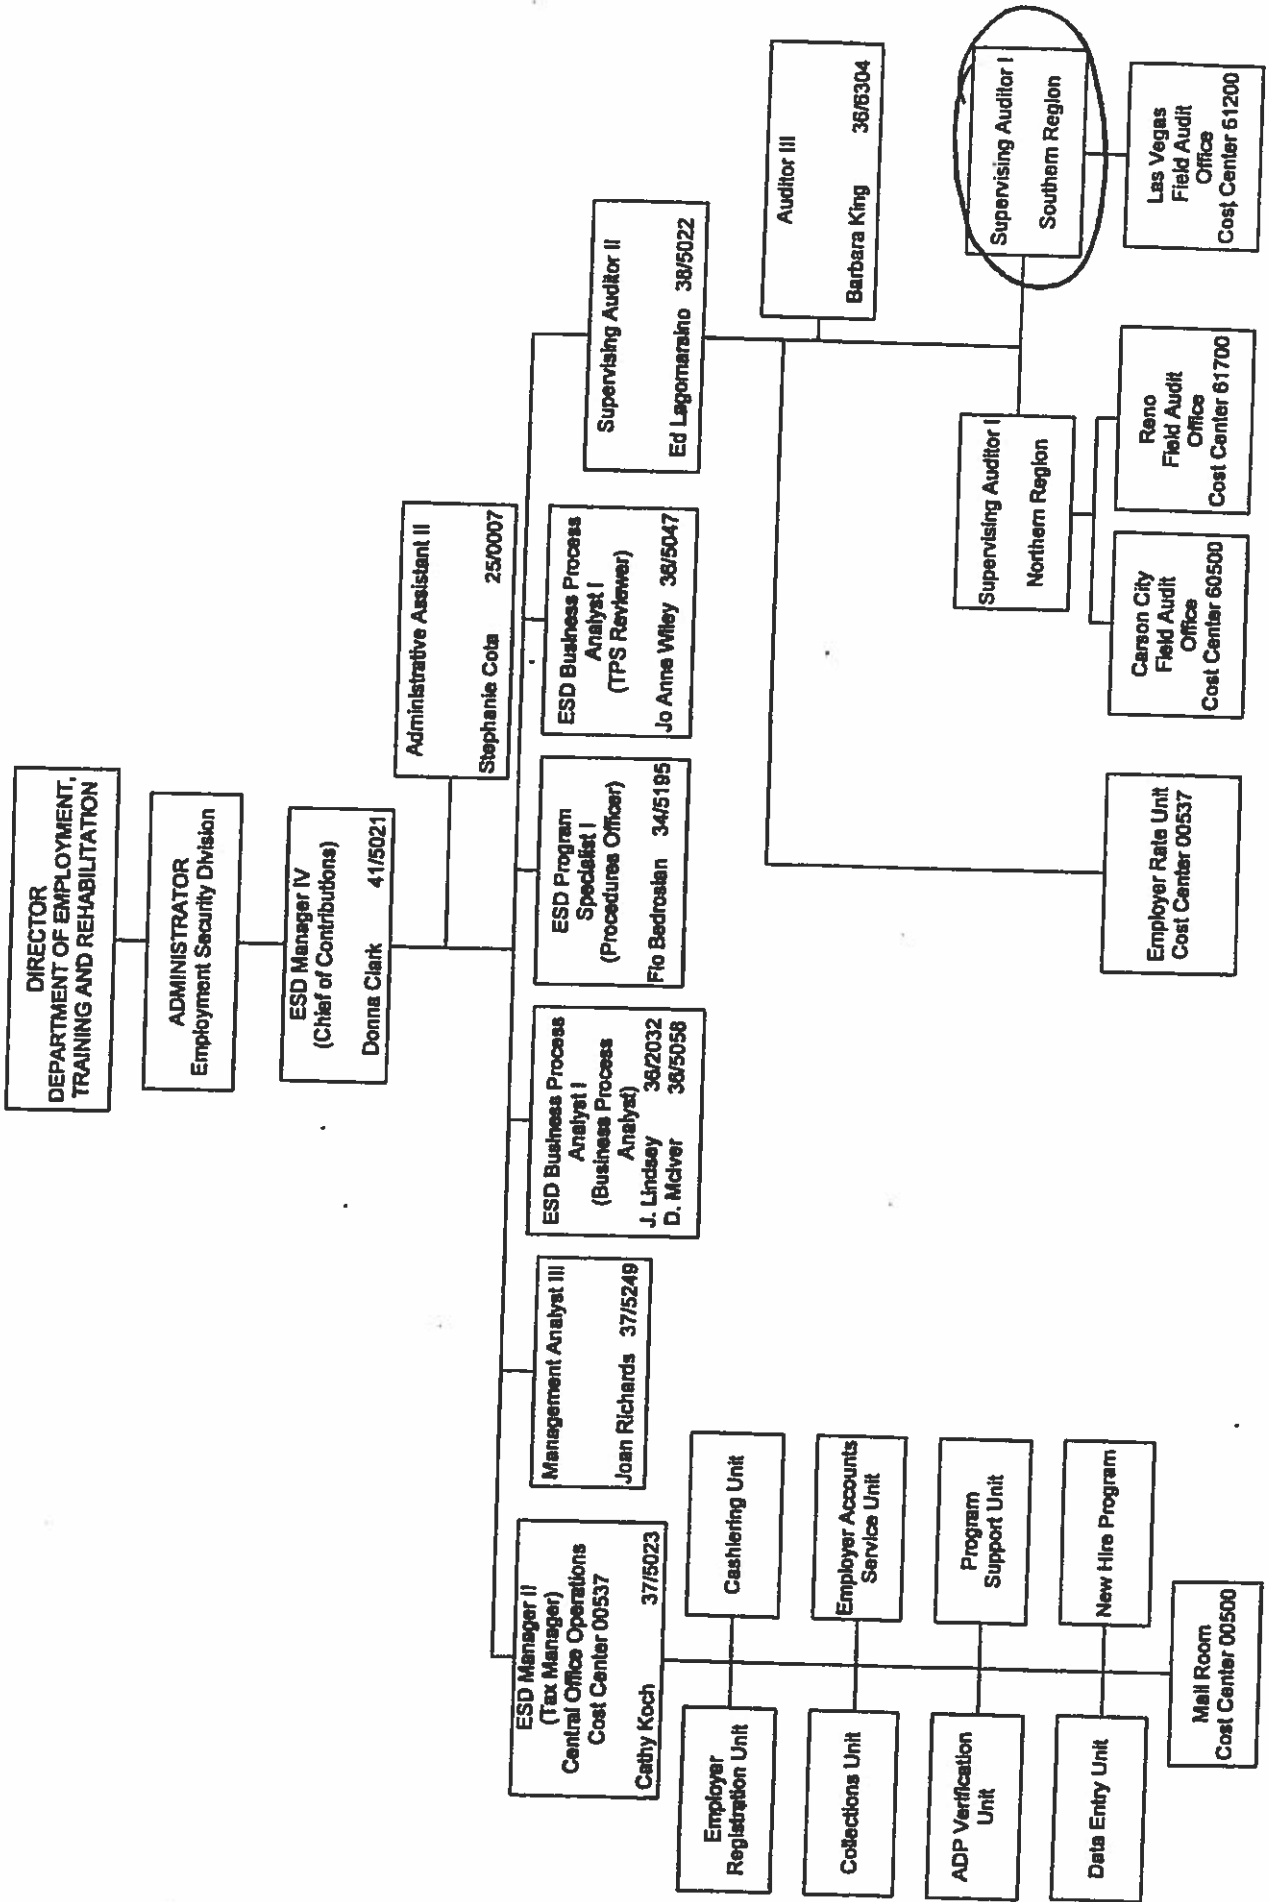 DIRECTOR
DEPARTMENT OF EMPLOYMENT,
TRAINING AND REHABILITATION
ADMINISTRATOR
Employment Security Division
ESD Manager IV
(Chief of Contributions)
Donna Clark 41/5021
Administrative Assistant II
Stephanie Cota 25/0007
ESD Manager II
(Tax Manager)
Central Office Operations
Cost Center 00537
Cathy Koch 37/5023
Management Analyst III
Joan Richards 37/5249
ESD Business Process
Analyst I
(Business Process
Analyst)
J. Lindsey 36/2032
D. McIver 36/5058
ESD Program
Specialist I
(Procedures Officer)
Flo Bedrosian 34/5195
ESD Business Process
Analyst I
(TPS Reviewer)
Jo Anne Wiley 36/5047
Supervising Auditor II
Ed Lagomarsino 38/5022
Employer
Registration Unit
Cashiering Unit
Collections Unit
Employer Accounts
Service Unit
ADP Verification
Unit
Program
Support Unit
Data Entry Unit
New Hire Program
Mail Room
Cost Center 00500
Auditor III
Barbara King 36/6304
Supervising Auditor I
Northern Region
Supervising Auditor I
Southern Region
Employer Rate Unit
Cost Center 00537
Carson City
Field Audit
Office
Cost Center 60500
Reno
Field Audit
Office
Cost Center 61700
Las Vegas
Field Audit
Office
Cost Center 61200